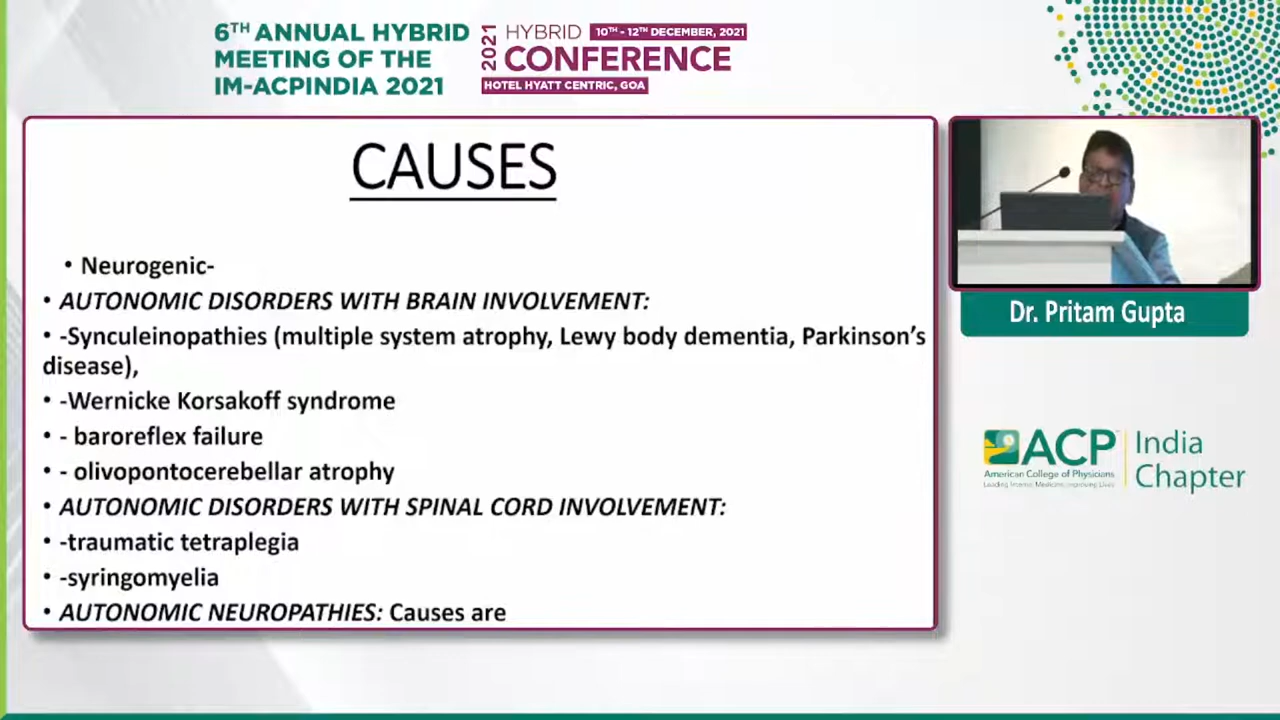 6TH ANNUAL HYBRID
MEETING OF THE
IM-ACPINDIA 2021
2021
HYBRID
10TH - 12TH DECEMBER, 2021
CONFERENCE
HOTEL HYATT CENTRIC, GOA
CAUSES
• Neurogenic-
• AUTONOMIC DISORDERS WITH BRAIN INVOLVEMENT:
• -Synculeinopathies (multiple system atrophy, Lewy body dementia, Parkinson's
disease),
• -Wernicke Korsakoff syndrome
• - baroreflex failure
• - olivopontocerebellar atrophy
• AUTONOMIC DISORDERS WITH SPINAL CORD INVOLVEMENT:
• -traumatic tetraplegia
• -syringomyelia
• AUTONOMIC NEUROPATHIES: Causes are
Dr. Pritam Gupta
ACP
American College of Physicians
Leading Internal Medicine, Improving Lives
India
Chapter